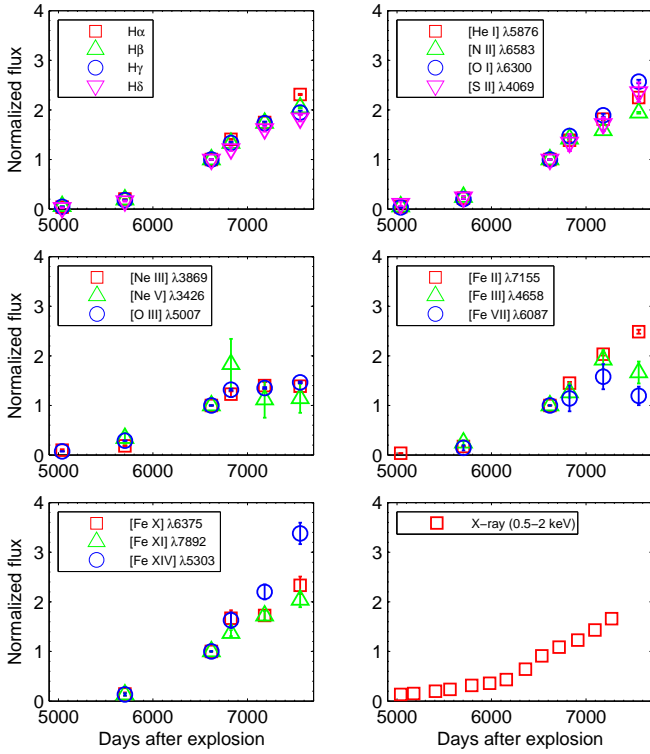 Hα
Hβ
Hγ
Hδ
Normalized flux
4
3
2
1
0
5000 6000 7000
[He I] λ5876
[N II] λ6583
[O I] λ6300
[S II] λ4069
4
3
2
1
0
5000 6000 7000
[Ne III] λ3869
[Ne V] λ3426
[O III] λ5007
Normalized flux
4
3
2
1
0
5000 6000 7000
[Fe II] λ7155
[Fe III] λ4658
[Fe VII] λ6087
4
3
2
1
0
5000 6000 7000
[Fe X] λ6375
[Fe XI] λ7892
[Fe XIV] λ5303
Normalized flux
4
3
2
1
0
5000 6000 7000
Days after explosion
X-ray (0.5−2 keV)
4
3
2
1
0
5000 6000 7000
Days after explosion